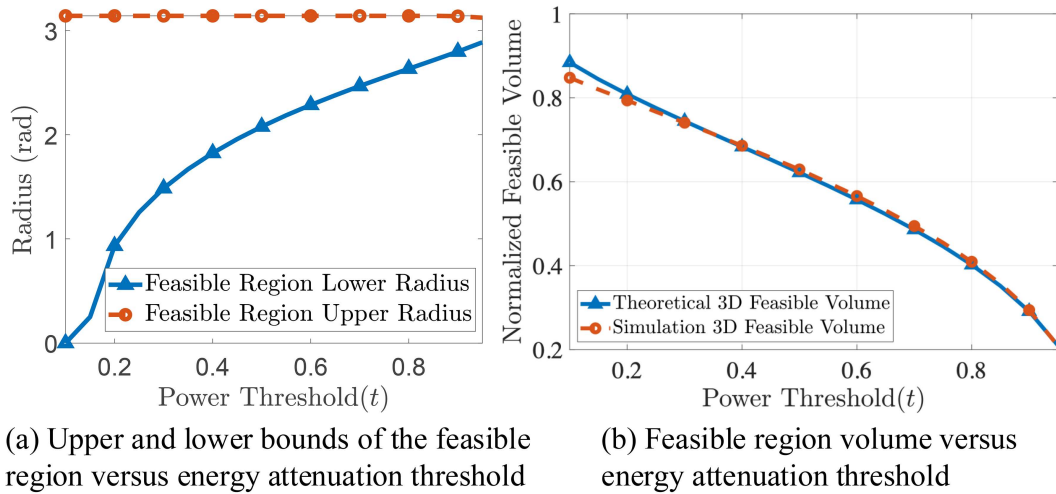 3
2
1
0
Radius (rad)
Feasible Region Lower Radius
Feasible Region Upper Radius
0.2 0.4 0.6 0.8
Power Threshold(t)
(a) Upper and lower bounds of the feasible
region versus energy attenuation threshold
1
0.8
0.6
0.4
0.2
Normalized Feasible Volume
Theoretical 3D Feasible Volume
Simulation 3D Feasible Volume
0.2 0.4 0.6 0.8
Power Threshold(t)
(b) Feasible region volume versus
energy attenuation threshold